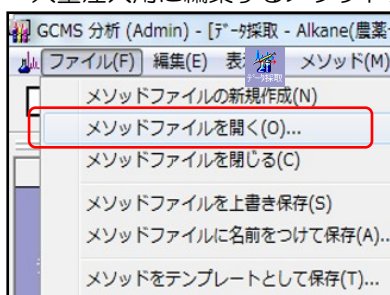 GCMS 分析 (Admin) - [ﾃﾞｰﾀ採取 - Alkane(農薬
ファイル(F) 編集(E) メソッド(M)
ﾃﾞｰﾀ採取
メソッドファイルの新規作成(N)
メソッドファイルを開く(O)...
メソッドファイルを閉じる(C)
メソッドファイルを上書き保存(S)
メソッドファイルに名前をつけて保存(A)...
メソッドをテンプレートとして保存(T)...